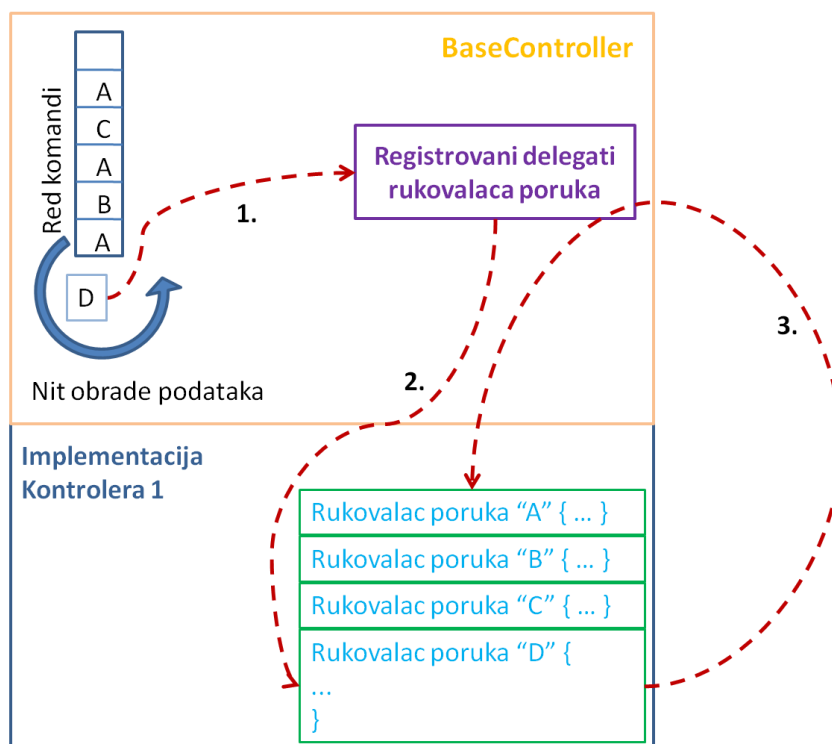 BaseController
Red komandi
A
C
A
B
A
D
Nit obrade podataka
Registrovani delegati
rukovalaca poruka
1.
2.
3.
Implementacija
Kontrolera 1
Rukovalac poruka “A” { ... }
Rukovalac poruka “B” { ... }
Rukovalac poruka “C” { ... }
Rukovalac poruka “D” {
...
}